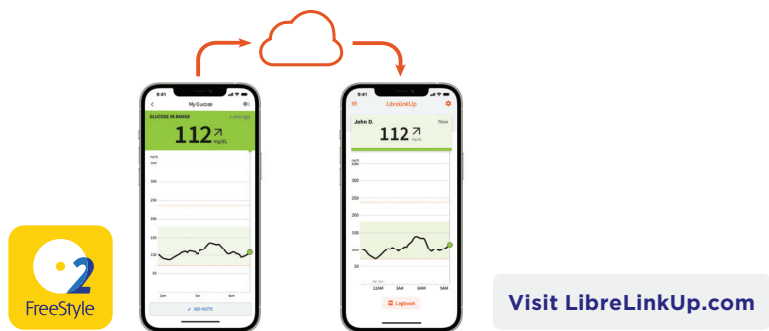 9:41
My Gucose
GLUCOSE IN RANGE
1 min ago
112
mg/dL
mg/dL
350
300
250
200
150
100
50
ADD NOTE
9:41
LibreLinkUp
John D.
Now
112
mg/dL
mg/dL
350
300
250
200
150
100
50
12AM 3A4 6AM 9AM
Logbook
2
FreeStyle
Visit LibreLinkUp.com